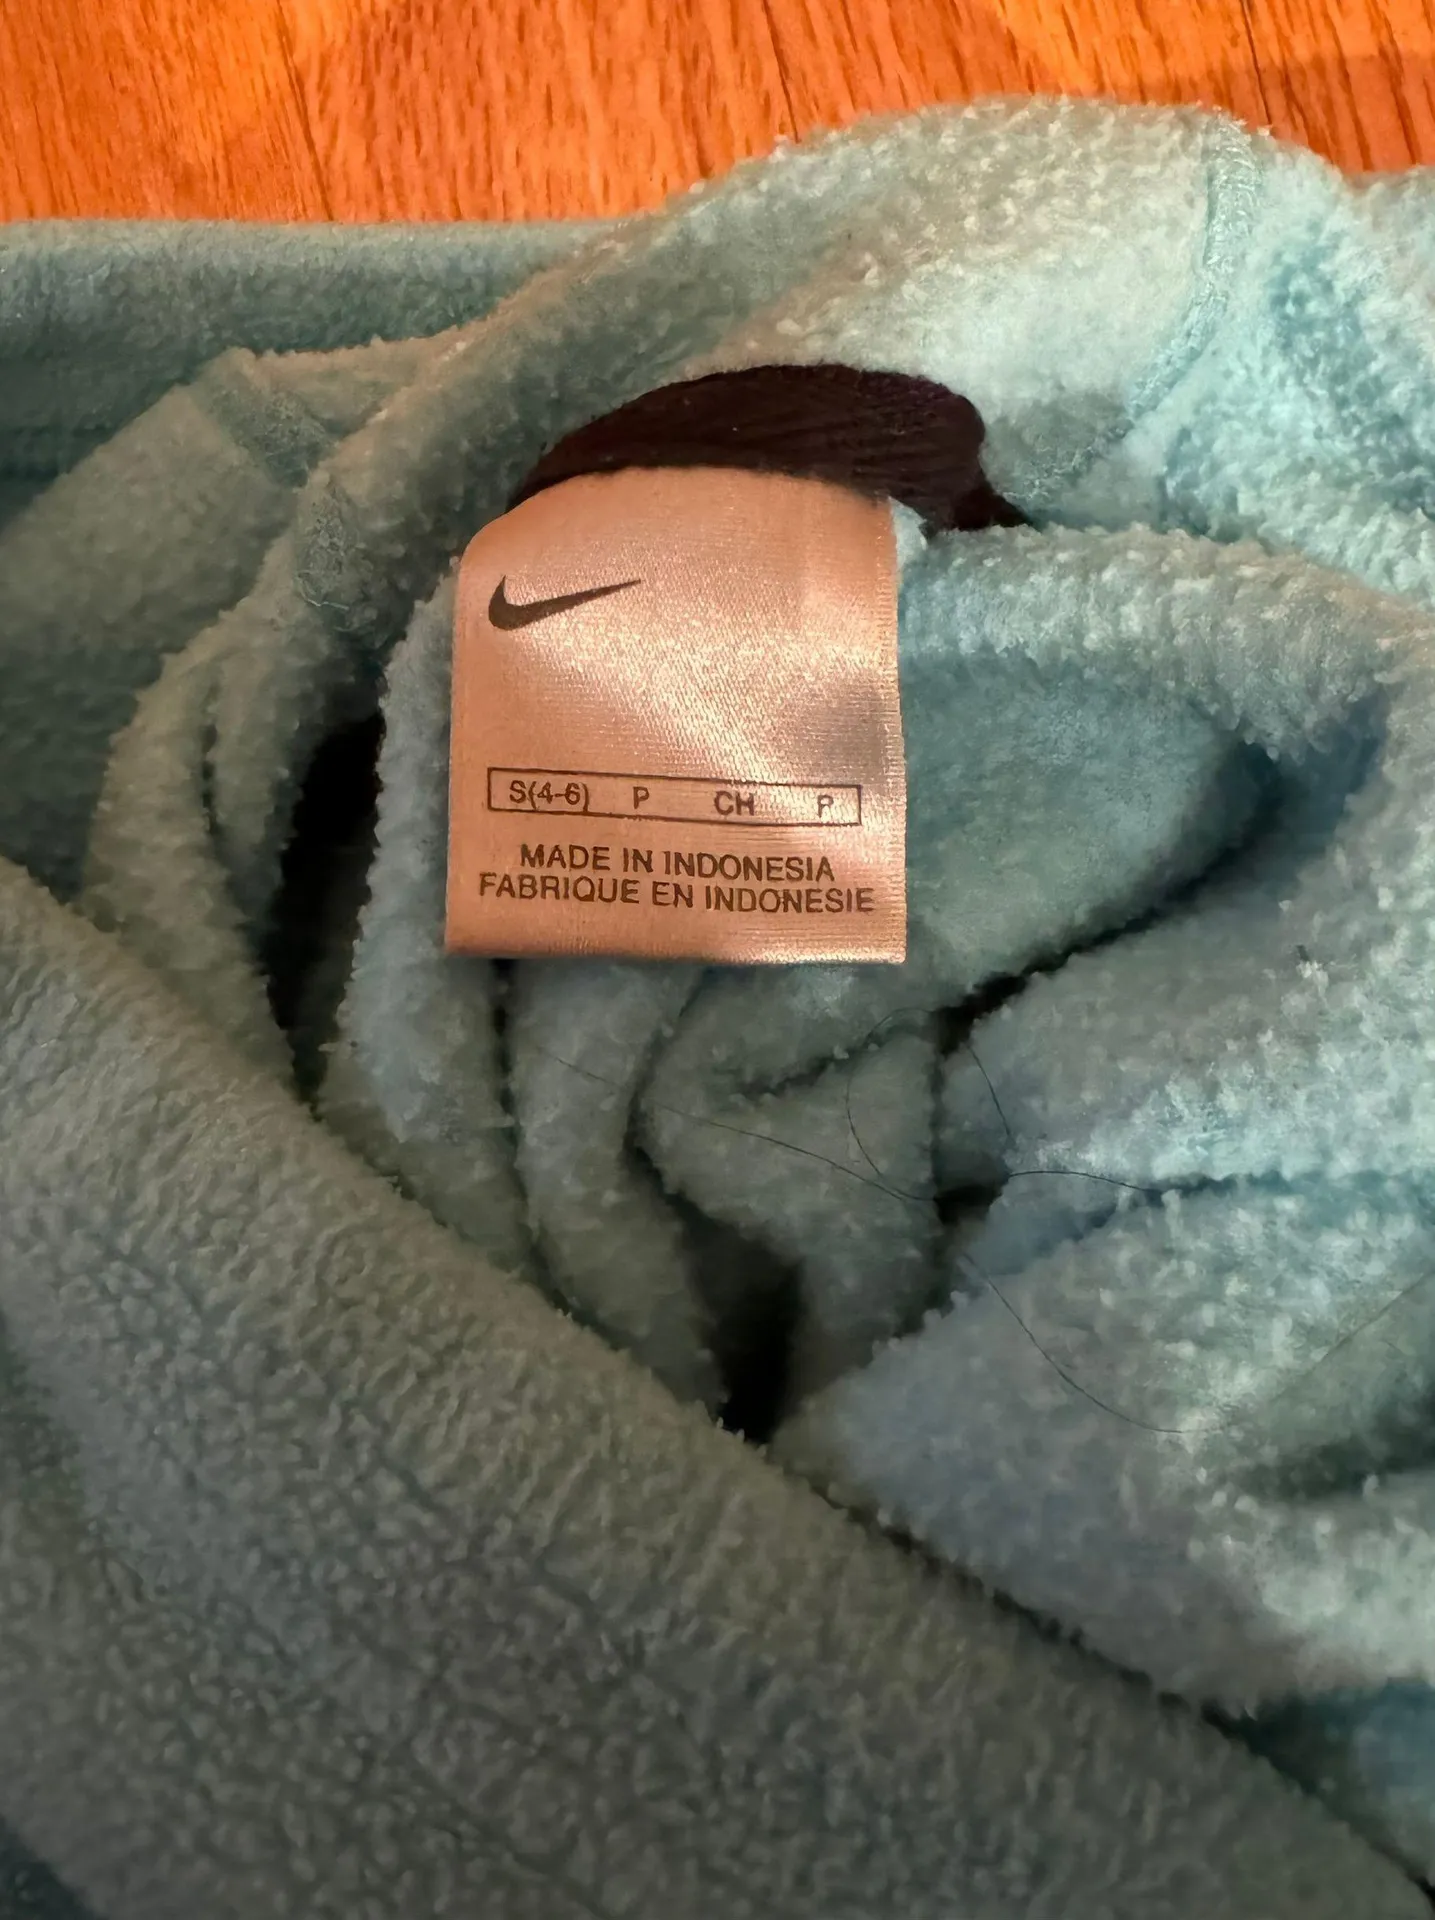 S(4-6) P CH P
MADE IN INDONESIA
FABRIQUE EN INDONESIE